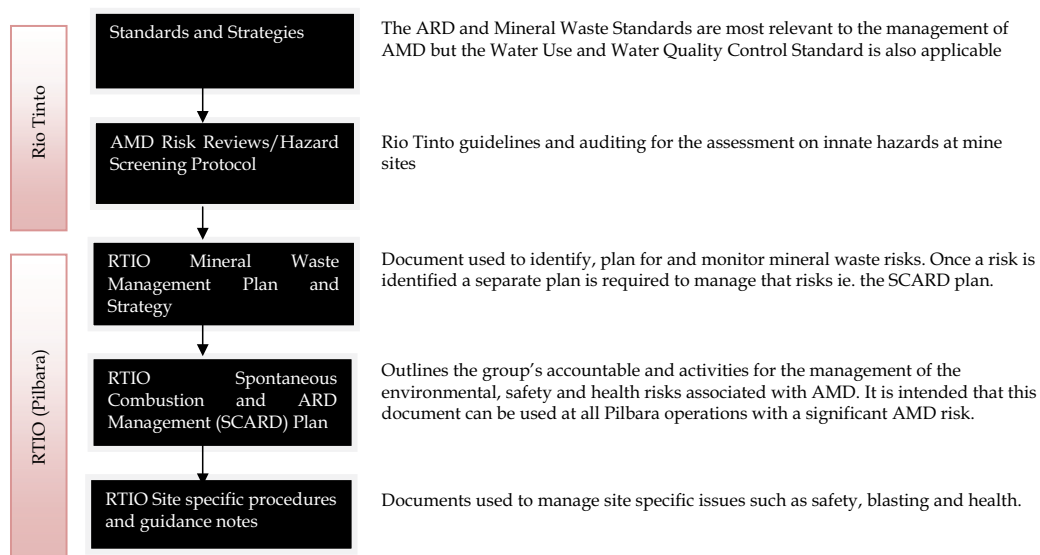 Rio Tinto
Standards and Strategies
The ARD and Mineral Waste Standards are most relevant to the management of
AMD but the Water Use and Water Quality Control Standard is also applicable
AMD Risk Reviews/Hazard
Screening Protocol
Rio Tinto guidelines and auditing for the assessment on innate hazards at mine
sites
RTIO (Pilbara)
RTIO Mineral Waste
Management Plan and
Strategy
Document used to identify, plan for and monitor mineral waste risks. Once a risk is
identified a separate plan is required to manage that risks ie. the SCARD plan.
RTIO Spontaneous
Combustion and ARD
Management (SCARD) Plan
Outlines the group's accountable and activities for the management of the
environmental, safety and health risks associated with AMD. It is intended that this
document can be used at all Pilbara operations with a significant AMD risk.
RTIO Site specific procedures
and guidance notes
Documents used to manage site specific issues such as safety, blasting and health.